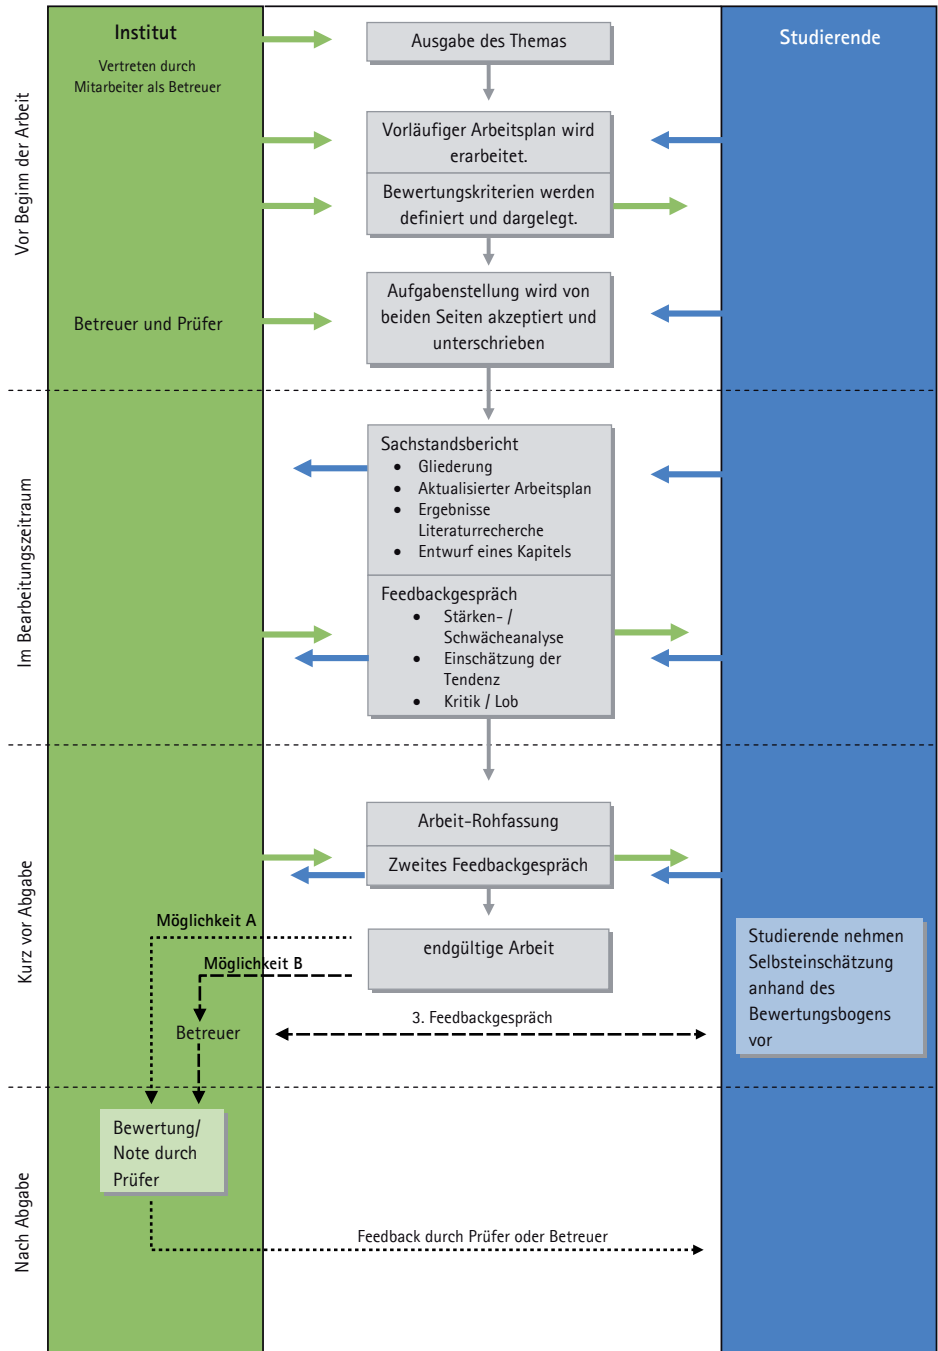 Institut
Vertreten durch
Mitarbeiter als Betreuer
Ausgabe des Themas
Studierende
Vor Beginn der Arbeit
Vorläufiger Arbeitsplan wird
erarbeitet.
Bewertungskriterien werden
definiert und dargelegt.
Betreuer und Prüfer
Aufgabenstellung wird von
beiden Seiten akzeptiert und
unterschrieben
Im Bearbeitungszeitraum
Sachstandsbericht
• Gliederung
• Aktualisierter Arbeitsplan
• Ergebnisse
Literaturrecherche
• Entwurf eines Kapitels
Feedbackgespräch
• Stärken- /
Schwächeanalyse
• Einschätzung der
Tendenz
• Kritik / Lob
Kurz vor Abgabe
Arbeit-Rohfassung
Zweites Feedbackgespräch
Möglichkeit A
Möglichkeit B
endgültige Arbeit
Betreuer
3. Feedbackgespräch
Studierende nehmen
Selbsteinschätzung
anhand des
Bewertungsbogens
vor
Nach Abgabe
Bewertung/
Note durch
Prüfer
Feedback durch Prüfer oder Betreuer